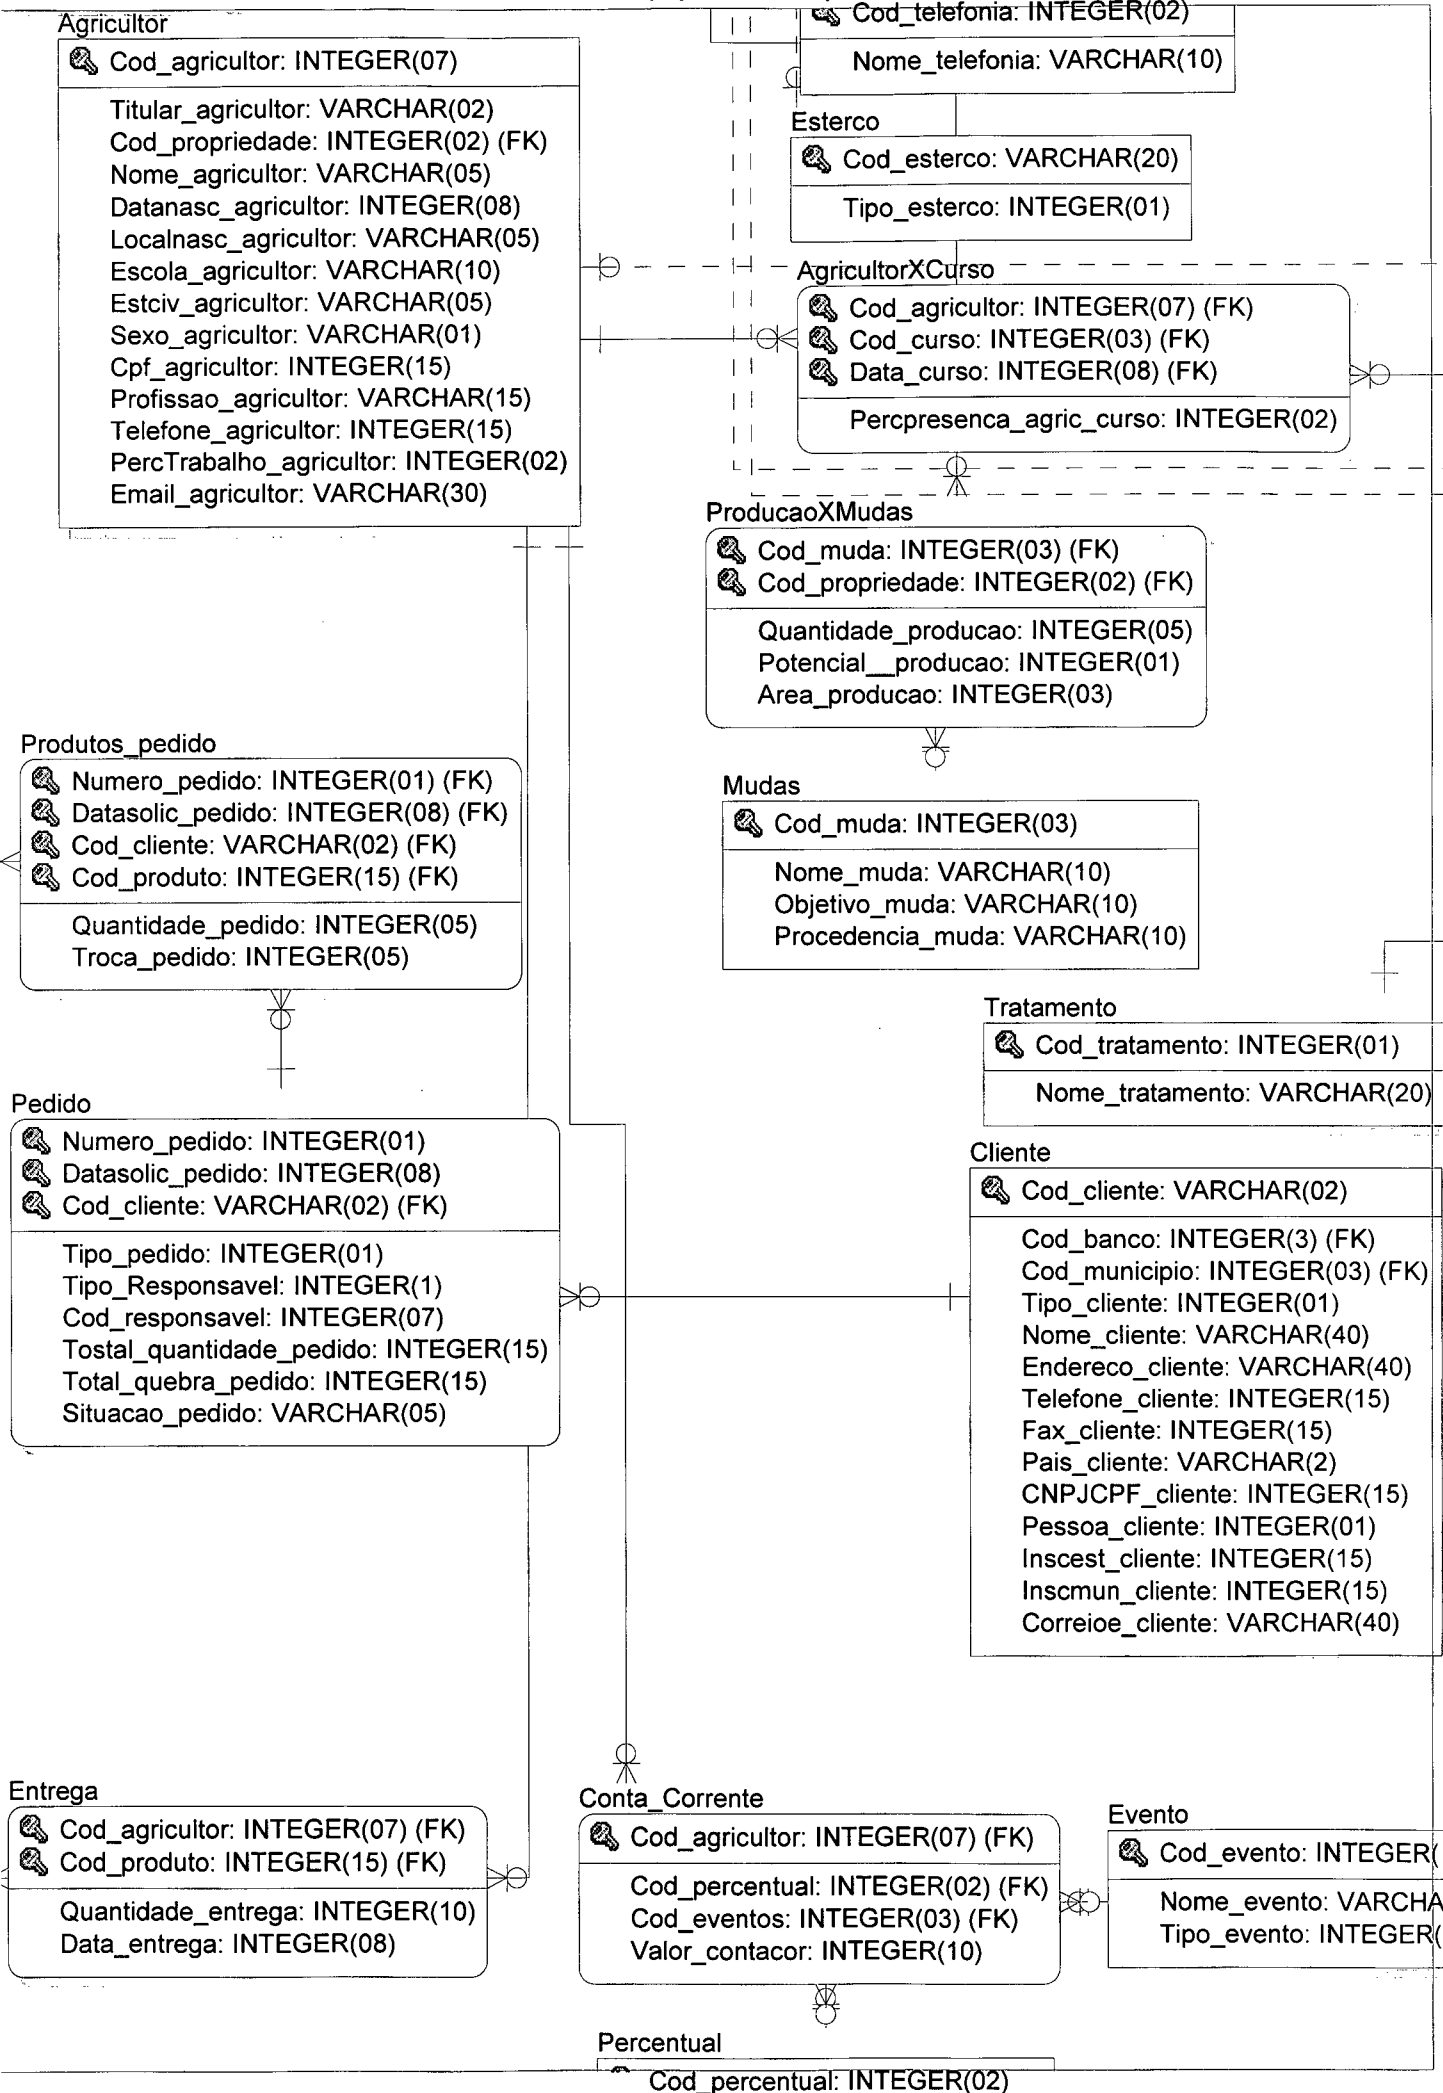 Agricultor
Cod_agricultor: INTEGER(07)
Titular_agricultor: VARCHAR(02)
Cod_propriedade: INTEGER(02) (FK)
Nome_agricultor: VARCHAR(05)
Datanasc_agricultor: INTEGER(08)
Localnasc_agricultor: VARCHAR(05)
Escola_agricultor: VARCHAR(10)
Estciv_agricultor: VARCHAR(05)
Sexo_agricultor: VARCHAR(01)
Cpf_agricultor: INTEGER(15)
Profissao_agricultor: VARCHAR(15)
Telefone_agricultor: INTEGER(15)
PercTrabalho_agricultor: INTEGER(02)
Email_agricultor: VARCHAR(30)
Cod_telefonia: INTEGER(02)
Nome_telefonia: VARCHAR(10)
Esterco
Cod_esterco: VARCHAR(20)
Tipo_esterco: INTEGER(01)
AgricultorXCurso
Cod_agricultor: INTEGER(07) (FK)
Cod_curso: INTEGER(03) (FK)
Data_curso: INTEGER(08) (FK)
Percpresenca_agric_curso: INTEGER(02)
ProducaoXMudas
Cod_muda: INTEGER(03) (FK)
Cod_propriedade: INTEGER(02) (FK)
Quantidade_producao: INTEGER(05)
Potencial__producao: INTEGER(01)
Area_producao: INTEGER(03)
Produtos_pedido
Numero_pedido: INTEGER(01) (FK)
Datasolic_pedido: INTEGER(08) (FK)
Cod_cliente: VARCHAR(02) (FK)
Cod_produto: INTEGER(15) (FK)
Quantidade_pedido: INTEGER(05)
Troca_pedido: INTEGER(05)
Mudas
Cod_muda: INTEGER(03)
Nome_muda: VARCHAR(10)
Objetivo_muda: VARCHAR(10)
Procedencia_muda: VARCHAR(10)
Tratamento
Cod_tratamento: INTEGER(01)
Nome_tratamento: VARCHAR(20)
Pedido
Numero_pedido: INTEGER(01)
Datasolic_pedido: INTEGER(08)
Cod_cliente: VARCHAR(02) (FK)
Tipo_pedido: INTEGER(01)
Tipo_Responsavel: INTEGER(1)
Cod_responsavel: INTEGER(07)
Tostal_quantidade_pedido: INTEGER(15)
Total_quebra_pedido: INTEGER(15)
Situacao_pedido: VARCHAR(05)
Cliente
Cod_cliente: VARCHAR(02)
Cod_banco: INTEGER(3) (FK)
Cod_municipio: INTEGER(03) (FK)
Tipo_cliente: INTEGER(01)
Nome_cliente: VARCHAR(40)
Endereco_cliente: VARCHAR(40)
Telefone_cliente: INTEGER(15)
Fax_cliente: INTEGER(15)
Pais_cliente: VARCHAR(2)
CNPJCPF_cliente: INTEGER(15)
Pessoa_cliente: INTEGER(01)
Inscest_cliente: INTEGER(15)
Inscmun_cliente: INTEGER(15)
Correioe_cliente: VARCHAR(40)
Entrega
Cod_agricultor: INTEGER(07) (FK)
Cod_produto: INTEGER(15) (FK)
Quantidade_entrega: INTEGER(10)
Data_entrega: INTEGER(08)
Conta_Corrente
Cod_agricultor: INTEGER(07) (FK)
Cod_percentual: INTEGER(02) (FK)
Cod_eventos: INTEGER(03) (FK)
Valor_contacor: INTEGER(10)
Evento
Cod_evento: INTEGER(
Nome_evento: VARCHA
Tipo_evento: INTEGER(
Percentual
Cod_percentual: INTEGER(02)